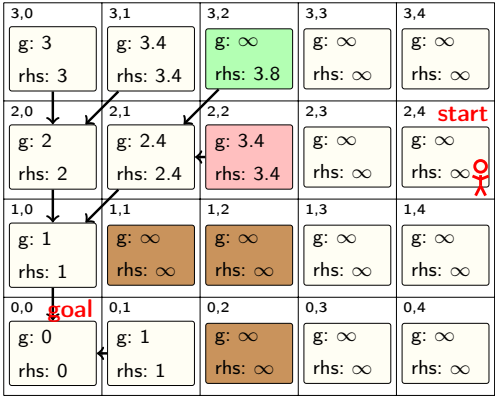 3,0 3,1 3,2 3,3 3,4
g: 3 g: 3.4 g: ∞ g: ∞ g: ∞
rhs: 3 rhs: 3.4 rhs: 3.8 rhs: ∞ rhs: ∞
2,0 2,1 2,2 2,3 2,4
start
g: 2 g: 2.4 g: 3.4 g: ∞ g: ∞
rhs: 2 rhs: 2.4 rhs: 3.4 rhs: ∞ rhs: ∞
1,0 1,1 1,2 1,3 1,4
g: 1 g: ∞ g: ∞ g: ∞ g: ∞
rhs: 1 rhs: ∞ rhs: ∞ rhs: ∞ rhs: ∞
0,0 0,1 0,2 0,3 0,4
goal
g: 0 g: 1 g: ∞ g: ∞ g: ∞
rhs: 0 rhs: 1 rhs: ∞ rhs: ∞ rhs: ∞